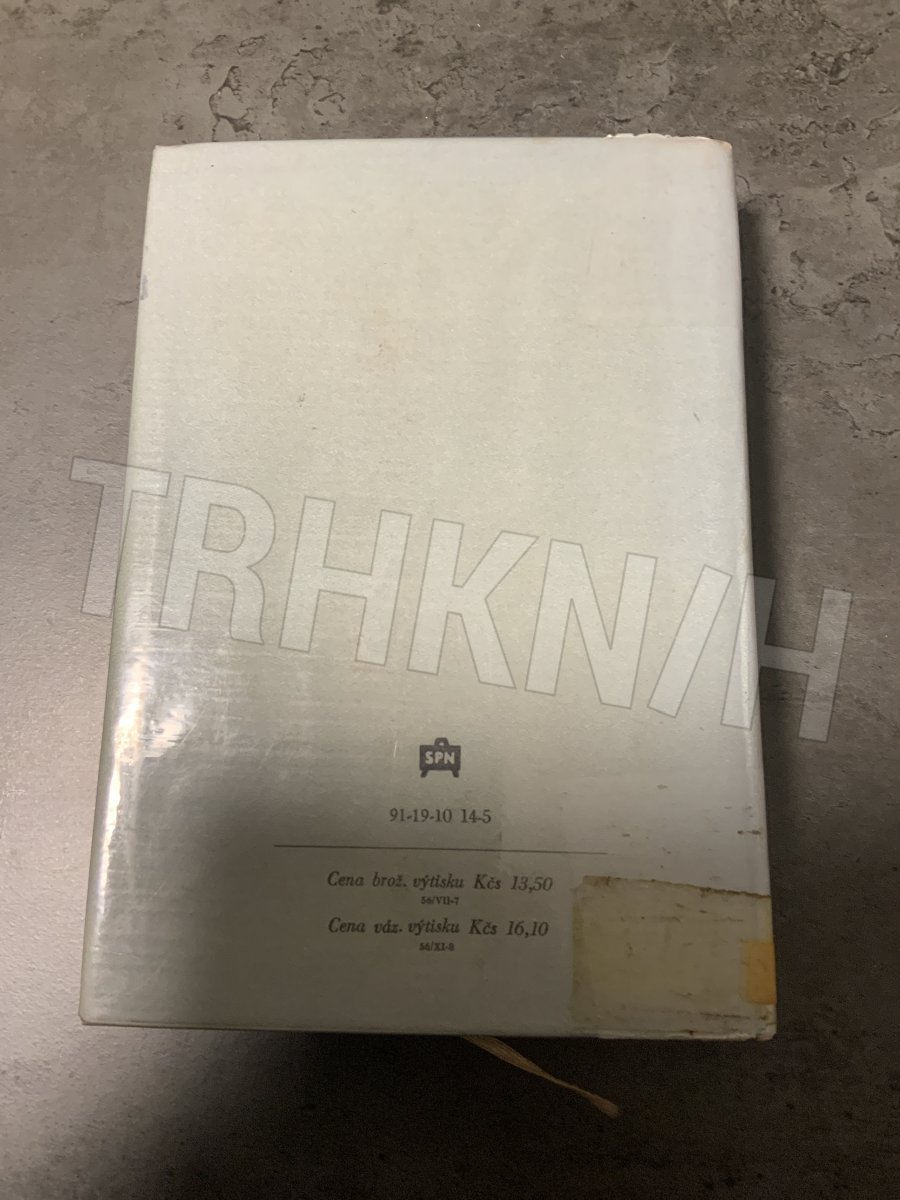 TRHKNIH
SPN
91-19-10 14-5
Cena brož. výtisku Kčs 13,50
56/VII-7
Cena váz. výtisku Kčs 16,10
56/XI-8